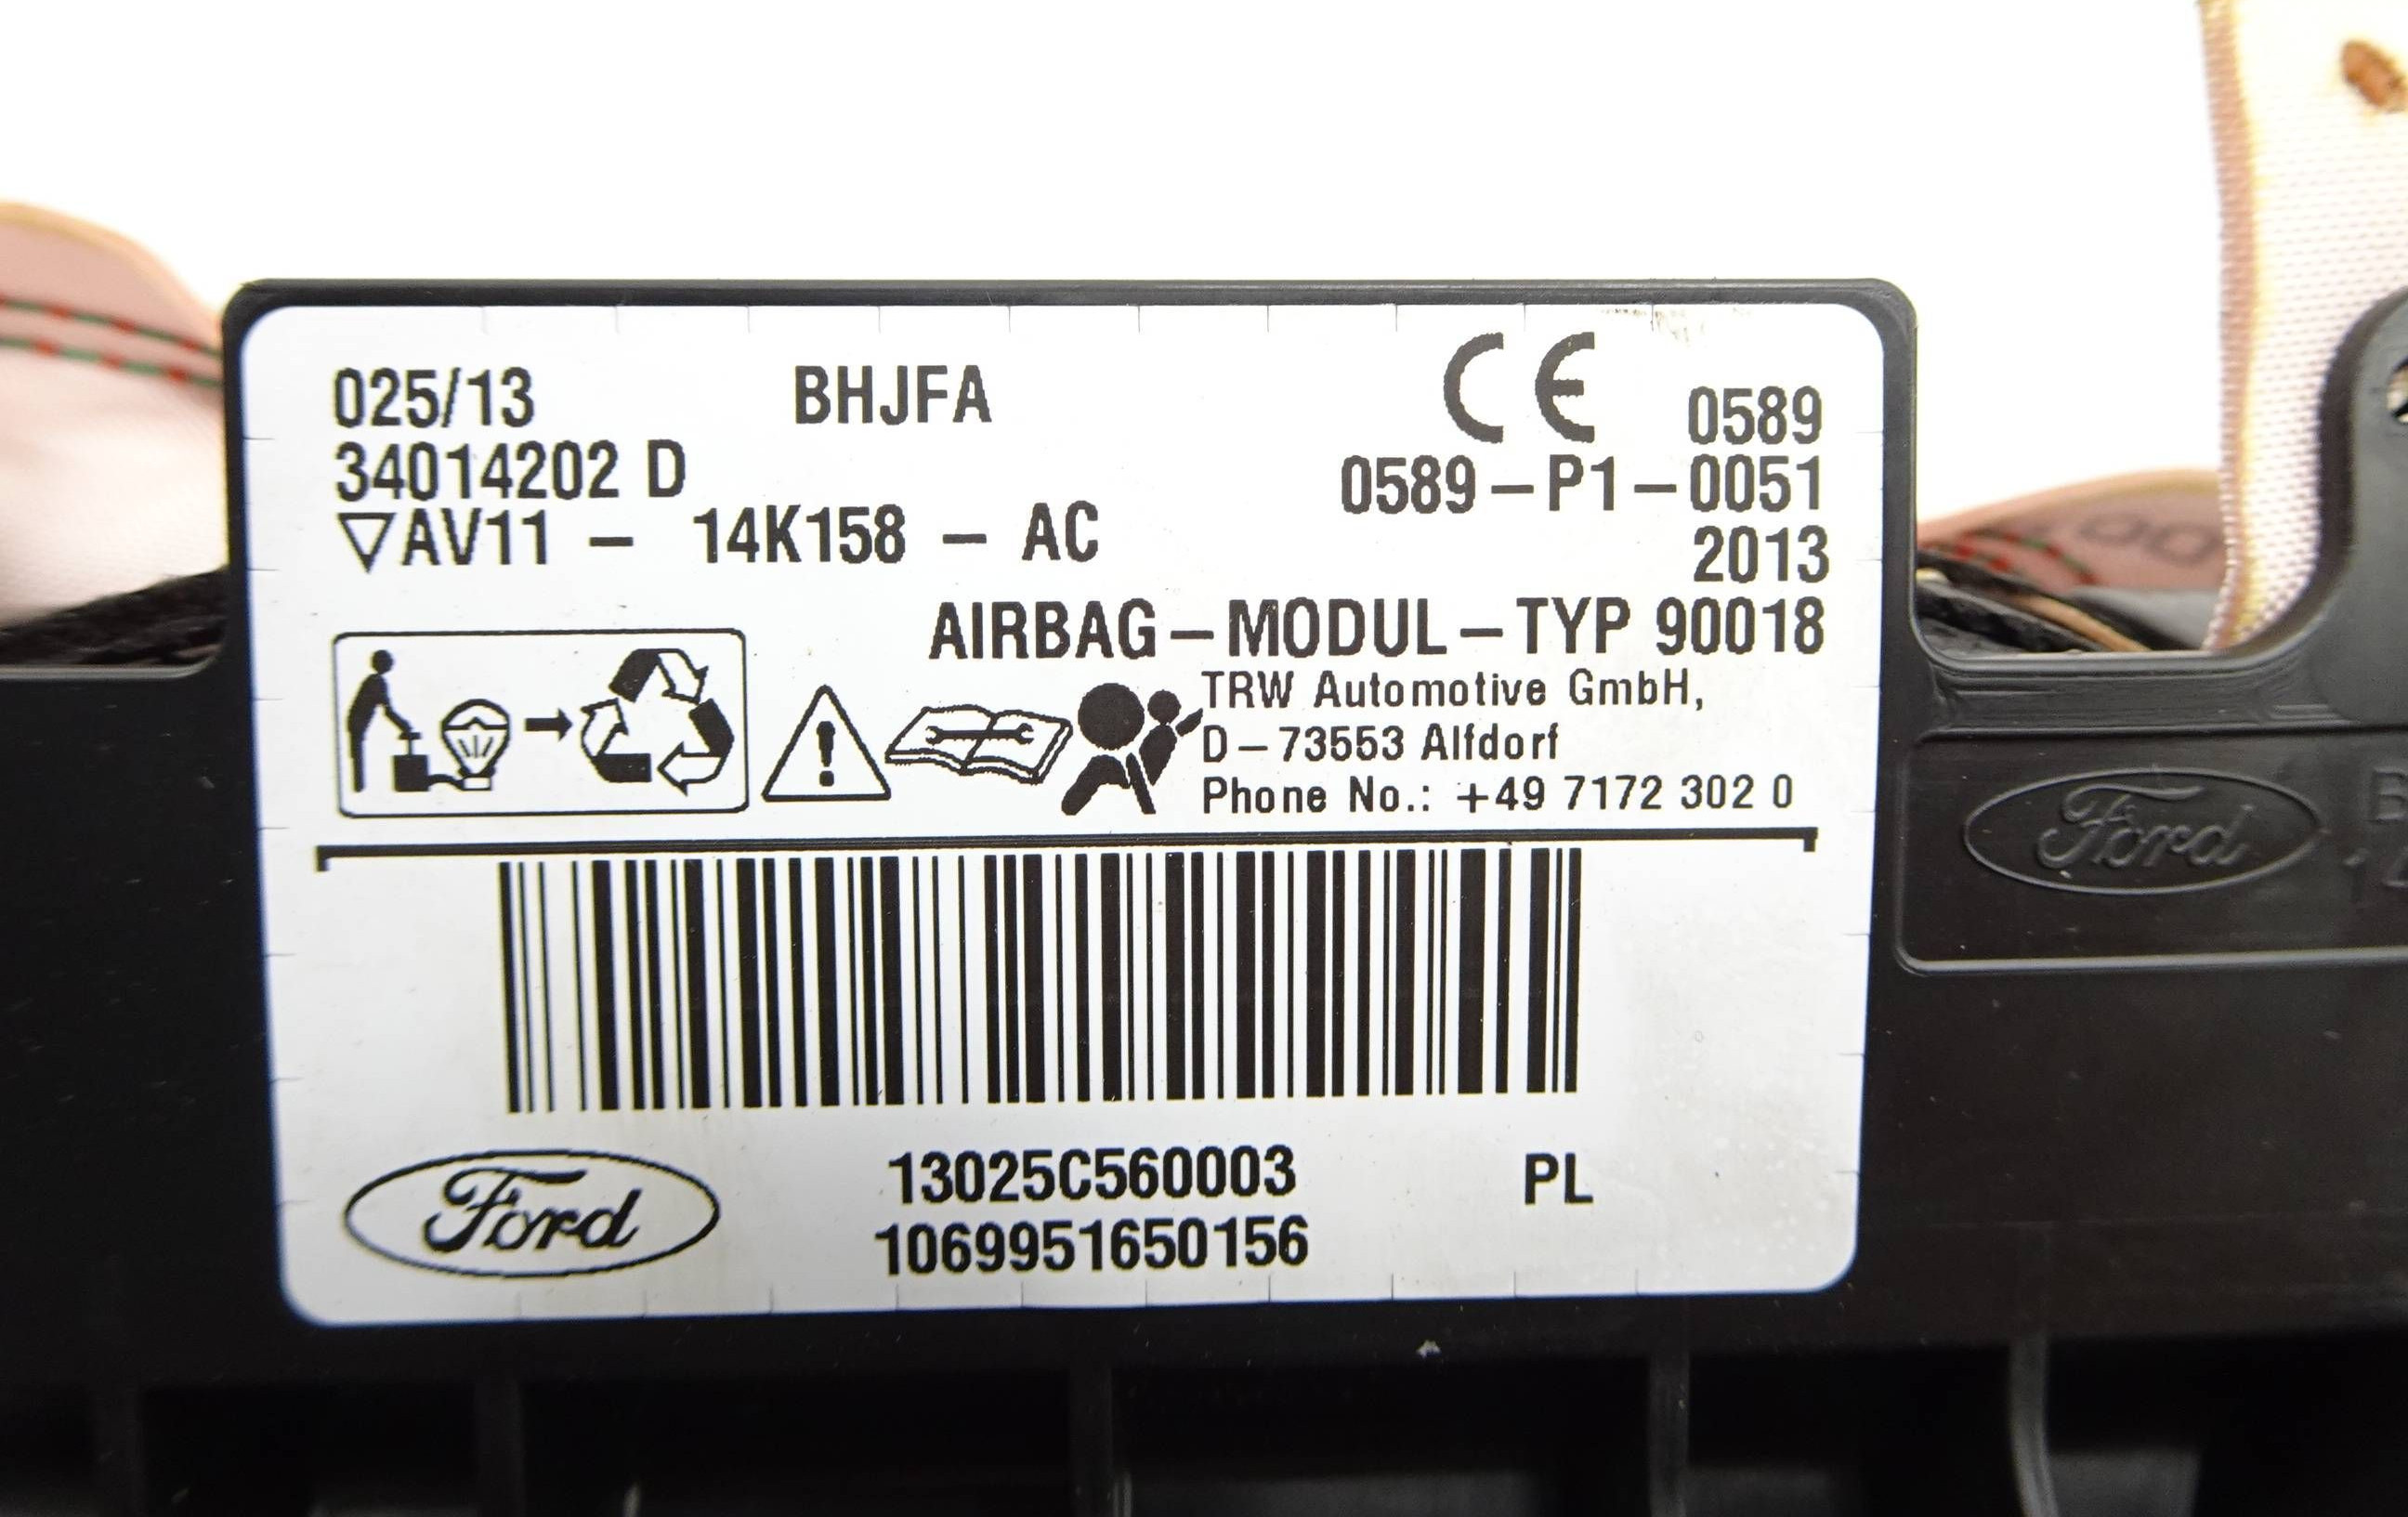 025/13 BHJFA CE 0589
34014202 D 0589-P1-0051
▽AV11 - 14K158 - AC 2013
AIRBAG-MODUL-TYP 90018
TRW Automotive GmbH,
D-73553 Alfdorf
Phone No.: +49 7172 302 0
13025C560003 PL
Ford 1069951650156
Ford